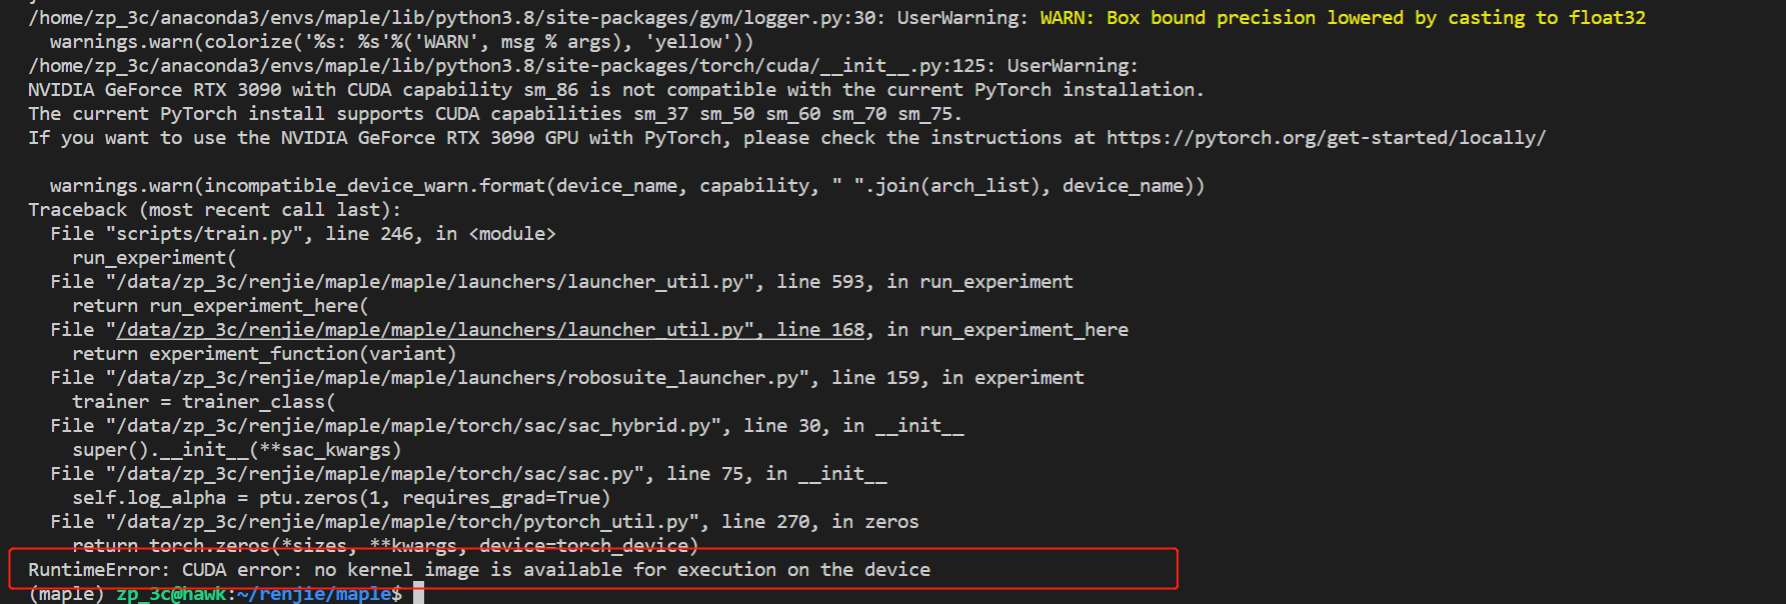 /home/zp_3c/anaconda3/envs/maple/lib/python3.8/site-packages/gym/logger.py:30: UserWarning: WARN: Box bound precision lowered by casting to float32
  warnings.warn(colorize('%s: %s'%('WARN', msg % args), 'yellow'))
/home/zp_3c/anaconda3/envs/maple/lib/python3.8/site-packages/torch/cuda/__init__.py:125: UserWarning:
NVIDIA GeForce RTX 3090 with CUDA capability sm_86 is not compatible with the current PyTorch installation.
The current PyTorch install supports CUDA capabilities sm_37 sm_50 sm_60 sm_70 sm_75.
If you want to use the NVIDIA GeForce RTX 3090 GPU with PyTorch, please check the instructions at https://pytorch.org/get-started/locally/
  warnings.warn(incompatible_device_warn.format(device_name, capability, " ".join(arch_list), device_name))
Traceback (most recent call last):
  File "scripts/train.py", line 246, in <module>
    run_experiment(
  File "/data/zp_3c/renjie/maple/maple/launchers/launcher_util.py", line 593, in run_experiment
    return run_experiment_here(
  File "/data/zp_3c/renjie/maple/maple/launchers/launcher_util.py", line 168, in run_experiment_here
    return experiment_function(variant)
  File "/data/zp_3c/renjie/maple/maple/launchers/robosuite_launcher.py", line 159, in experiment
    trainer = trainer_class(
  File "/data/zp_3c/renjie/maple/maple/torch/sac/sac_hybrid.py", line 30, in __init__
    super().__init__(**sac_kwargs)
  File "/data/zp_3c/renjie/maple/maple/torch/sac/sac.py", line 75, in __init__
    self.log_alpha = ptu.zeros(1, requires_grad=True)
  File "/data/zp_3c/renjie/maple/maple/torch/pytorch_util.py", line 270, in zeros
    return torch.zeros(*sizes, **kwargs, device=torch_device)
RuntimeError: CUDA error: no kernel image is available for execution on the device
(maple) zp_3c@hawk:~/renjie/maple$